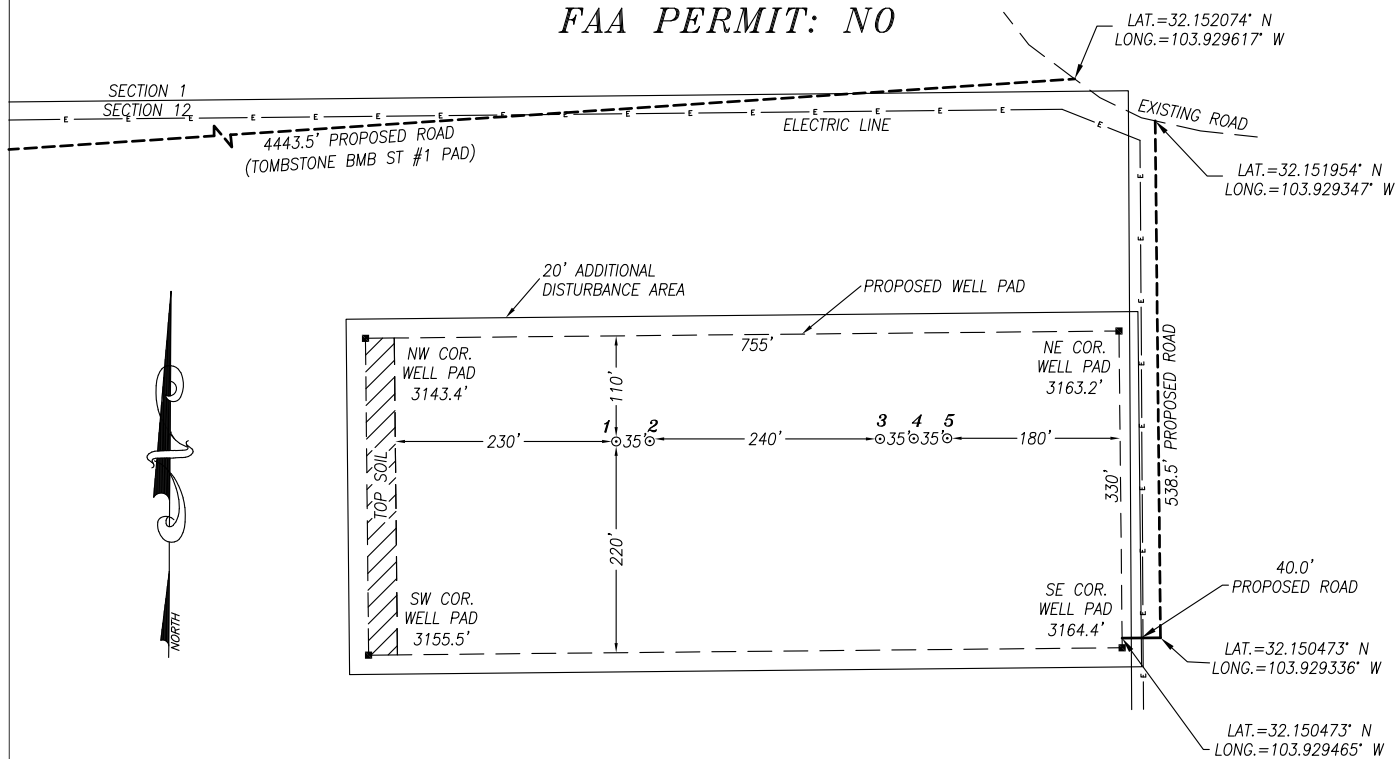 FAA PERMIT: NO
LAT.=32.152074° N
LONG.=103.929617° W
SECTION 1
SECTION 12
E E E E E E E E E E E E E E E E E
EXISTING ROAD
ELECTRIC LINE
4443.5' PROPOSED ROAD
(TOMBSTONE BMB ST #1 PAD)
LAT.=32.151954° N
LONG.=103.929347° W
20' ADDITIONAL
DISTURBANCE AREA
PROPOSED WELL PAD
755'
NW COR.
WELL PAD
3143.4'
NE COR.
WELL PAD
3163.2'
110'
1 2 3 4 5
230' 35' 240' 35' 35' 180'
TOP SOIL
330'
538.5' PROPOSED ROAD
220'
SW COR.
WELL PAD
3155.5'
SE COR.
WELL PAD
3164.4'
40.0'
PROPOSED ROAD
NORTH
LAT.=32.150473° N
LONG.=103.929336° W
LAT.=32.150473° N
LONG.=103.929465° W